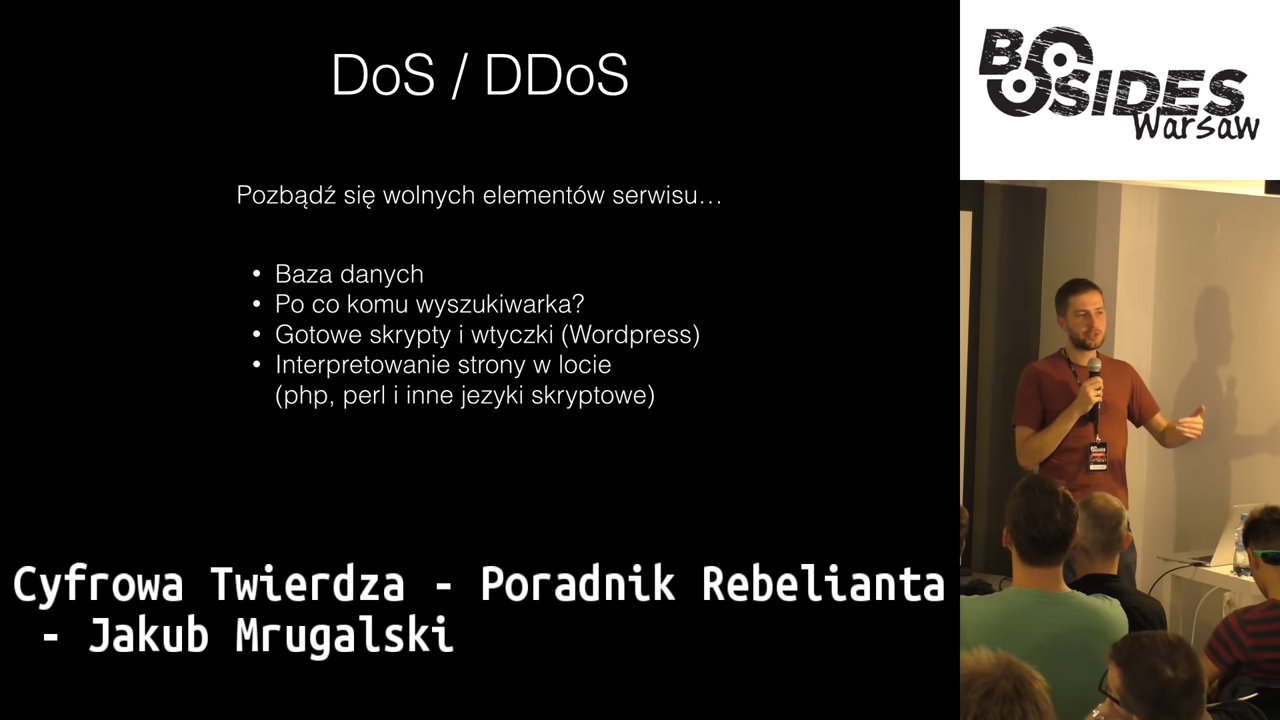 DoS / DDoS
Pozbądź się wolnych elementów serwisu…
• Baza danych
• Po co komu wyszukiwarka?
• Gotowe skrypty i wtyczki (Wordpress)
• Interpretowanie strony w locie
(php, perl i inne jezyki skryptowe)
Cyfrowa Twierdza - Poradnik Rebelianta
- Jakub Mrugalski
BSIDES
Warsaw